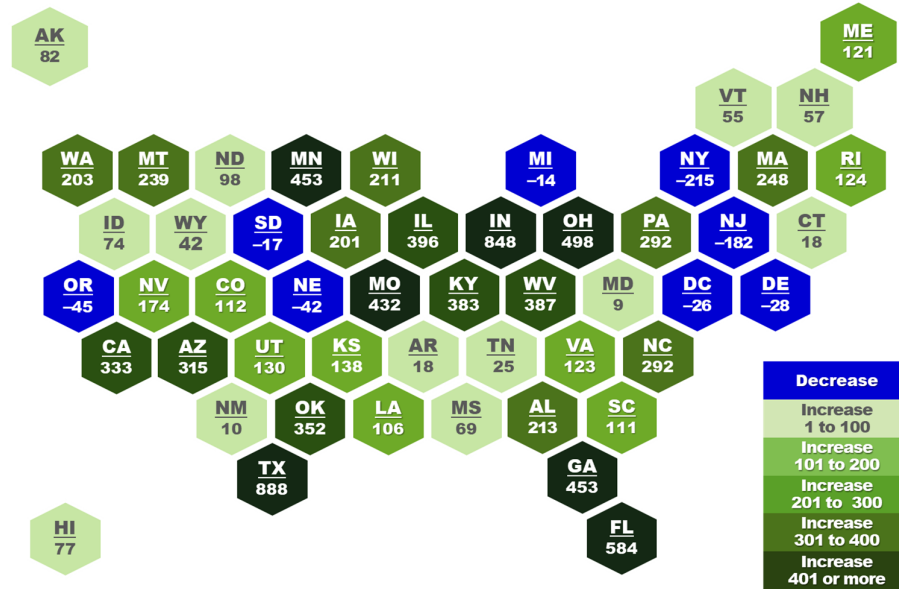 AK
82
ME
121
VT
55
NH
57
WA
203
MT
239
ND
98
MN
453
WI
211
MI
–14
NY
–215
MA
248
RI
124
ID
74
WY
42
SD
–17
IA
201
IL
396
IN
848
OH
498
PA
292
NJ
–182
CT
18
OR
–45
NV
174
CO
112
NE
–42
MO
432
KY
383
WV
387
MD
9
DC
–26
DE
–28
CA
333
AZ
315
UT
130
KS
138
AR
18
TN
25
VA
123
NC
292
NM
10
OK
352
LA
106
MS
69
AL
213
SC
111
TX
888
GA
453
HI
77
FL
584
Decrease
Increase
1 to 100
Increase
101 to 200
Increase
201 to 300
Increase
301 to 400
Increase
401 or more